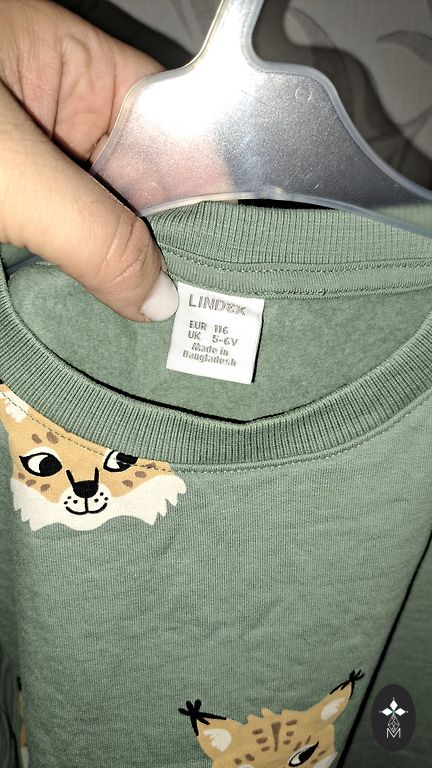 LINDEX
EUR 116
UK 5-6Y
Made in
Bangladesh
M